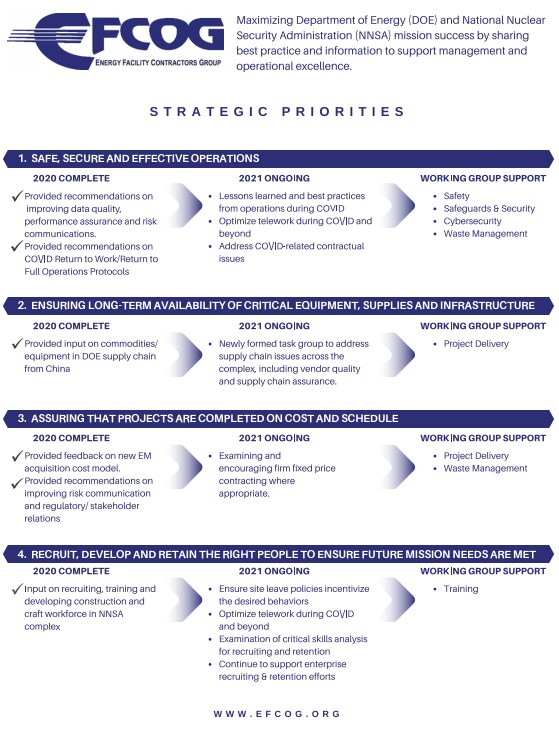 EFCOG
ENERGY FACILITY CONTRACTORS GROUP
Maximizing Department of Energy (DOE) and National Nuclear
Security Administration (NNSA) mission success by sharing
best practice and information to support management and
operational excellence.
STRATEGIC PRIORITIES
1. SAFE, SECURE AND EFFECTIVE OPERATIONS
2020 COMPLETE
Provided recommendations on
improving data quality,
performance assurance and risk
communications.
Provided recommendations on
COVID Return to Work/Return to
Full Operations Protocols
2021 ONGOING
• Lessons learned and best practices
from operations during COVID
• Optimize telework during COVID and
beyond
• Address COVID-related contractual
issues
WORKING GROUP SUPPORT
• Safety
• Safeguards & Security
• Cybersecurity
• Waste Management
2. ENSURING LONG-TERM AVAILABILITY OF CRITICAL EQUIPMENT, SUPPLIES AND INFRASTRUCTURE
2020 COMPLETE
Provided input on commodities/
equipment in DOE supply chain
from China
2021 ONGOING
• Newly formed task group to address
supply chain issues across the
complex, including vendor quality
and supply chain assurance.
WORKING GROUP SUPPORT
• Project Delivery
3. ASSURING THAT PROJECTS ARE COMPLETED ON COST AND SCHEDULE
2020 COMPLETE
Provided feedback on new EM
acquisition cost model.
Provided recommendations on
improving risk communication
and regulatory/ stakeholder
relations
2021 ONGOING
• Examining and
encouraging firm fixed price
contracting where
appropriate.
WORKING GROUP SUPPORT
• Project Delivery
• Waste Management
4. RECRUIT, DEVELOP AND RETAIN THE RIGHT PEOPLE TO ENSURE FUTURE MISSION NEEDS ARE MET
2020 COMPLETE
Input on recruiting, training and
developing construction and
craft workforce in NNSA
complex
2021 ONGOING
• Ensure site leave policies incentivize
the desired behaviors
• Optimize telework during COVID
and beyond
• Examination of critical skills analysis
for recruiting and retention
• Continue to support enterprise
recruiting & retention efforts
WORKING GROUP SUPPORT
• Training
WWW.EFCOG.ORG